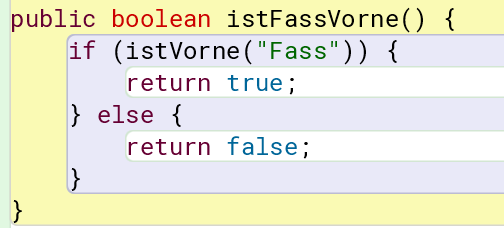 public boolean istFassVorne() {
if (istVorne("Fass")) {
return true;
} else {
return false;
}
}